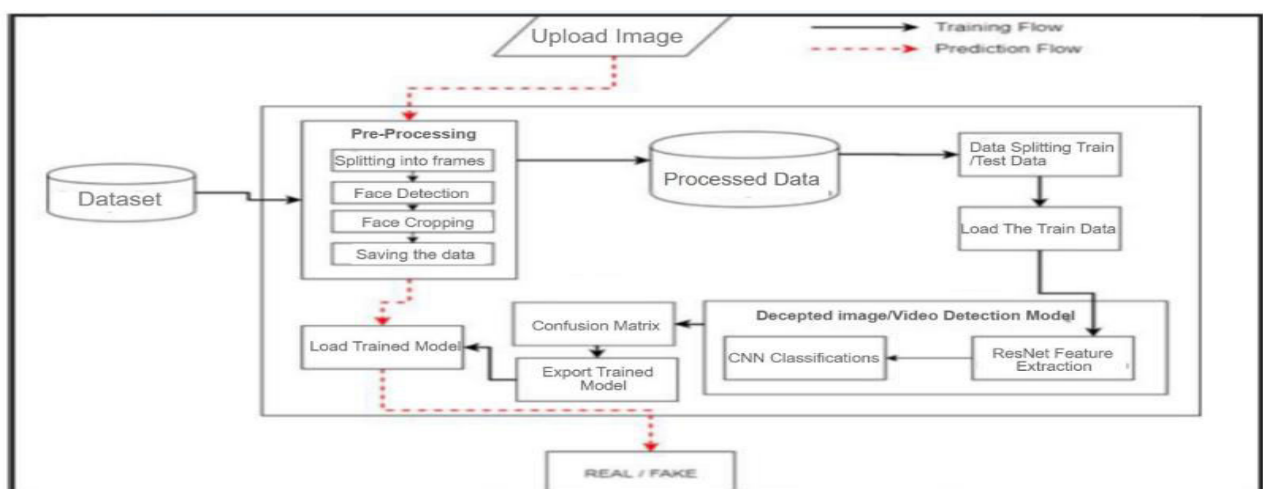 Upload Image
Training Flow
Prediction Flow
Pre-Processing
Splitting into frames
Face Detection
Face Cropping
Saving the data
Dataset
Processed Data
Data Splitting Train
/Test Data
Load The Train Data
Decepted image/Video Detection Model
CNN Classifications
ResNet Feature
Extraction
Confusion Matrix
Export Trained
Model
Load Trained Model
REAL / FAKE